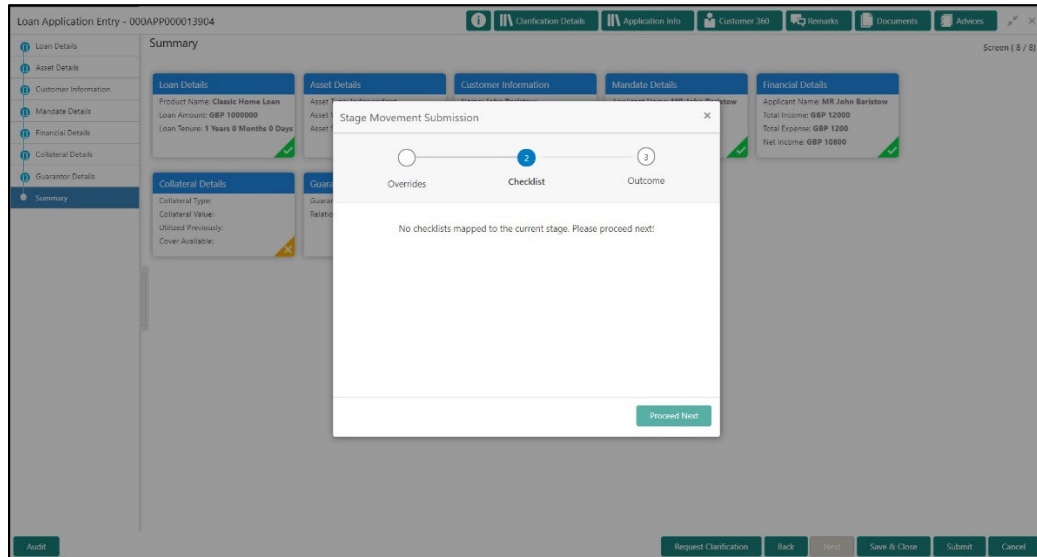 Loan Application Entry - 000APP000013904
Clarification Details
Application Info
Customer 360
Remarks
Documents
Advices
Loan Details
Asset Details
Customer Information
Mandate Details
Financial Details
Collateral Details
Guarantor Details
Summary
Summary
Screen ( 8 / 8)
Loan Details
Product Name: Classic Home Loan
Loan Amount: GBP 1000000
Loan Tenure: 1 Years 0 Months 0 Days
Asset Details
Asset
Asset
Asset
Customer Information
Mandate Details
Financial Details
Applicant Name: MR John Baristow
Total Income: GBP 12000
Total Expense: GBP 1200
Net Income: GBP 10800
Collateral Details
Collateral Type:
Collateral Value:
Utilized Previously:
Cover Available:
Stage Movement Submission
2
3
Overrides
Checklist
Outcome
No checklists mapped to the current stage. Please proceed next!
Proceed Next
Audit
Request Clarification
Back
Next
Save & Close
Submit
Cancel